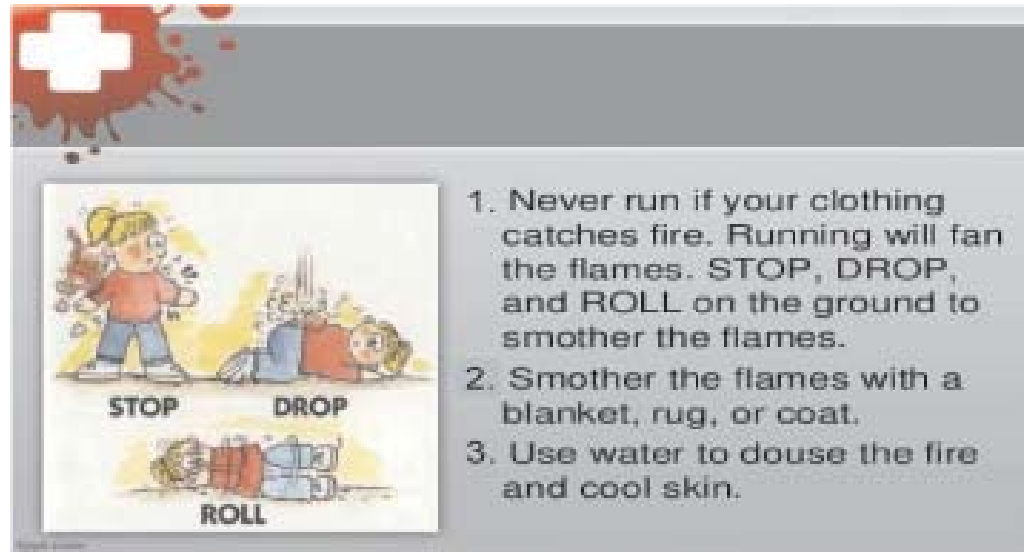 STOP DROP
ROLL
1. Never run if your clothing
catches fire. Running will fan
the flames. STOP, DROP,
and ROLL on the ground to
smother the flames.
2. Smother the flames with a
blanket, rug, or coat.
3. Use water to douse the fire
and cool skin.